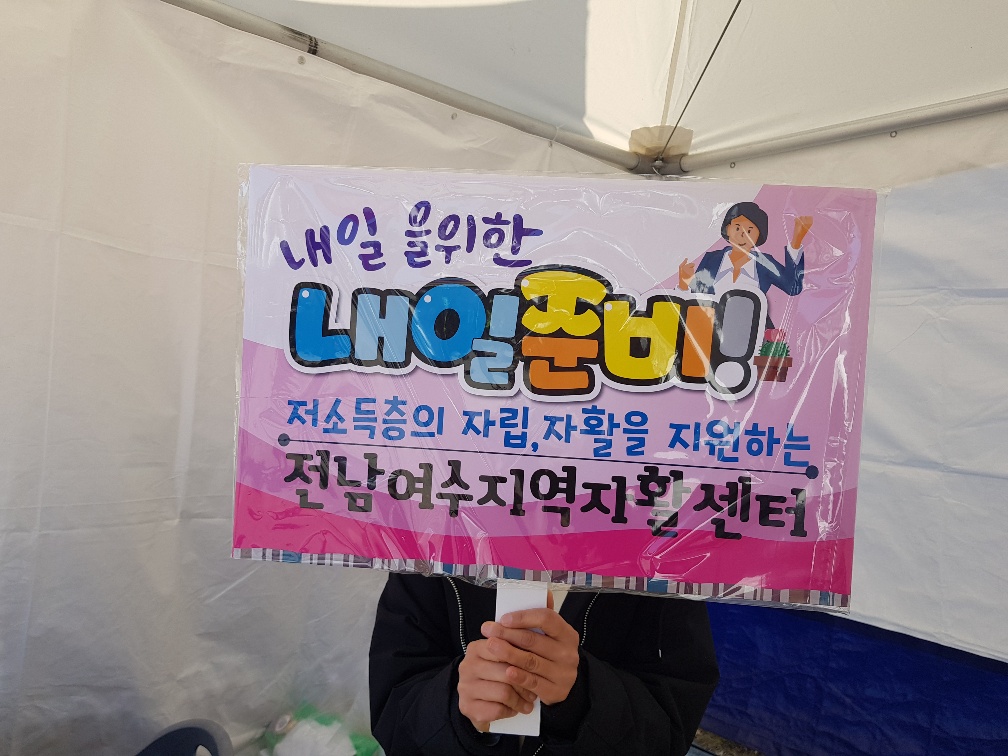 내일 을위한
내일준비!
저소득층의 자립,자활을 지원하는
전남여수지역자활센터